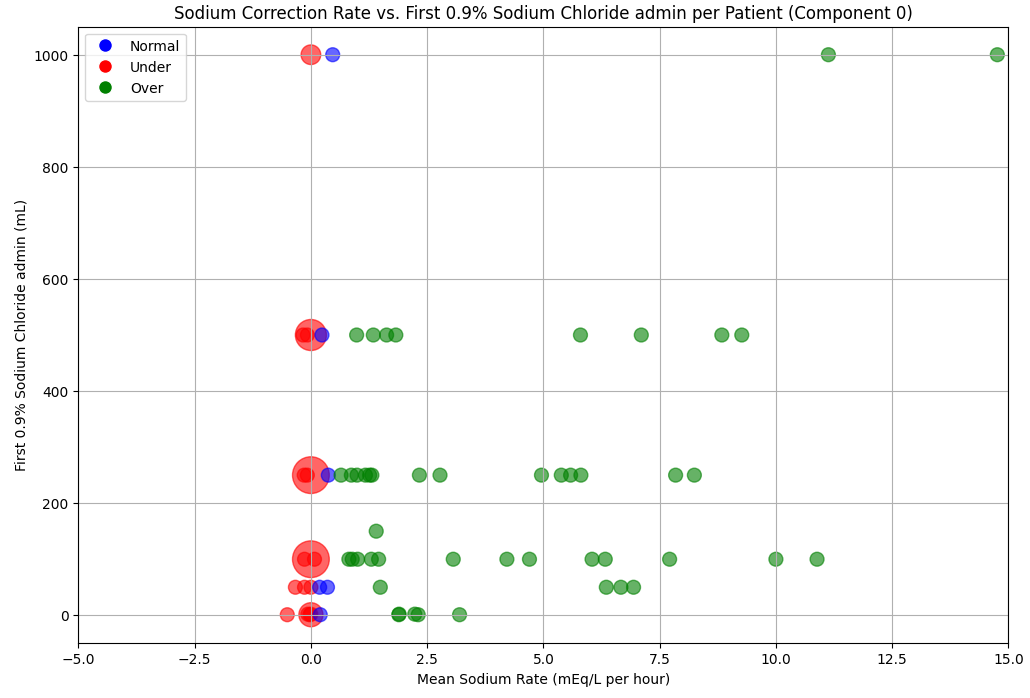 Sodium Correction Rate vs. First 0.9% Sodium Chloride admin per Patient (Component 0)
Normal
Under
Over
First 0.9% Sodium Chloride admin (mL)
1000
800
600
400
200
0
−5.0 −2.5 0.0 2.5 5.0 7.5 10.0 12.5 15.0
Mean Sodium Rate (mEq/L per hour)